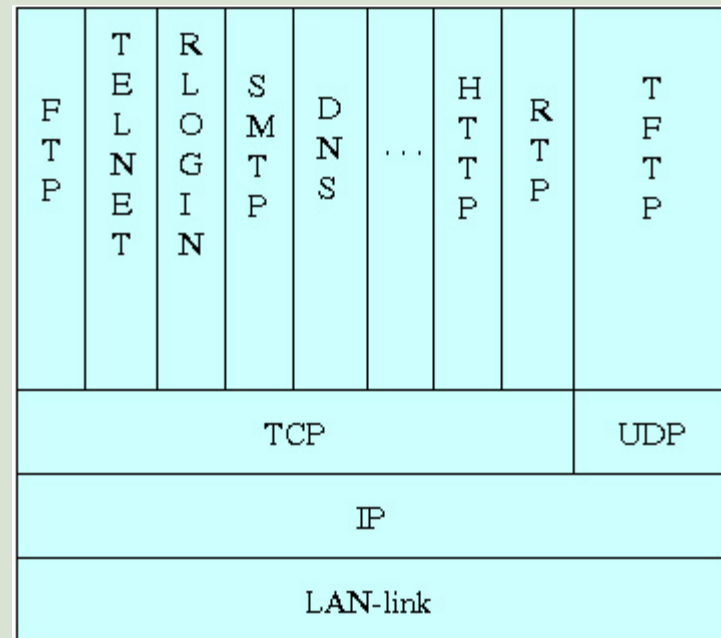 FTP
TELNET
RLOGIN
SMTP
DNS
...
HTTP
RTP
TFTP
TCP
UDP
IP
LAN-link